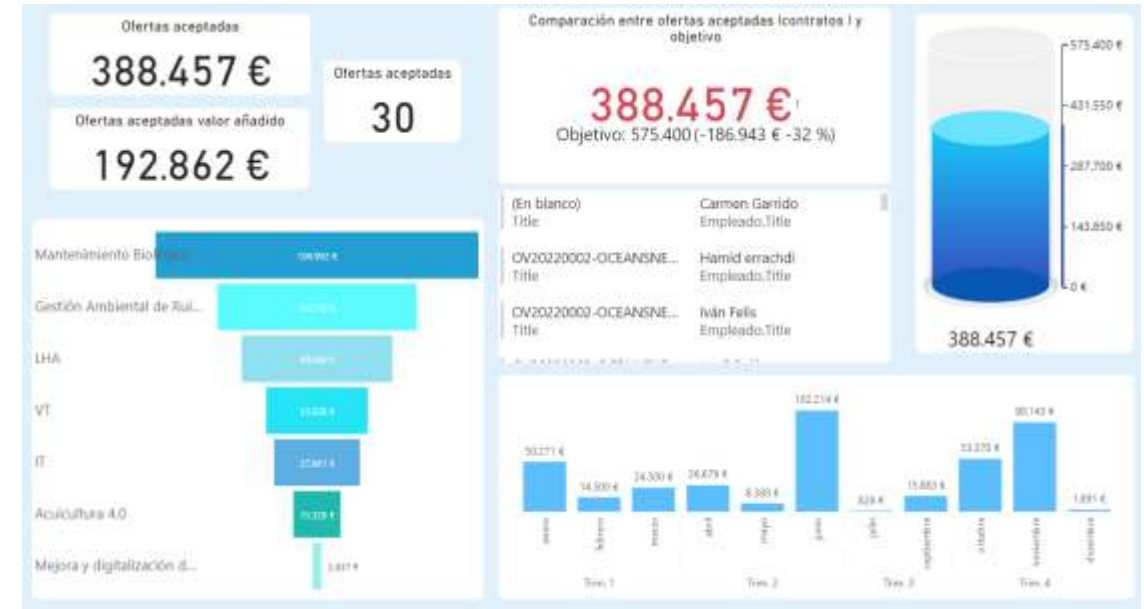 Ofertas aceptadas
388.457 €
Ofertas aceptadas valor añadido
192.862 €
Ofertas aceptadas
30
Comparación entre ofertas aceptadas (contratos ) y
objetivo
388.457 €
Objetivo: 575.400 (-186.943 € -32 %)
575.400 €
431.550 €
287.700 €
143.850 €
0 €
388.457 €
(En blanco)
Title
Carmen Garrido
Empleado.Title
OV20220002-OCEANSNE...
Title
Hamid errachdi
Empleado.Title
OV20220002-OCEANSNE...
Title
Iván Felis
Empleado.Title
Mantenimiento
Gestión Ambiental de Rui...
LHA
VT
IT
Acuicultura 4.0
Mejora y digitalización d...
50.271 €
14.500 €
24.300 €
26.679 €
8.383 €
102.214 €
15.883 €
53.370 €
90.143 €
1.891 €
enero
febrero
marzo
abril
mayo
junio
julio
septiembre
octubre
noviembre
diciembre
Trim. 1
Trim. 2
Trim. 3
Trim. 4